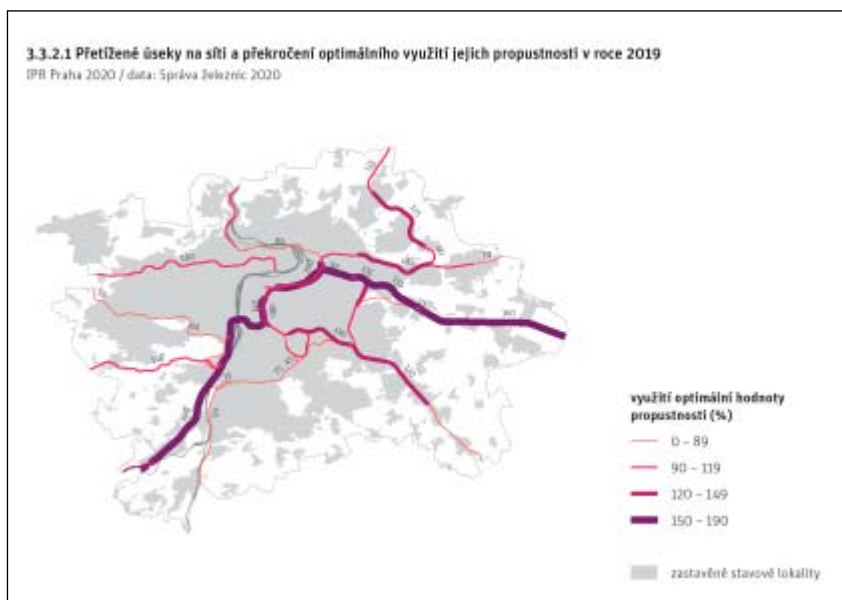 3.3.2.1 Přetížené úseky na síti a překročení optimálního využití jejich propustnosti v roce 2019
IPR Praha 2020 / data: Správa železnic 2020
využití optimální hodnoty
propustnosti (%)
0 – 89
90 – 119
120 – 149
150 – 190
zastavěné stavové lokality